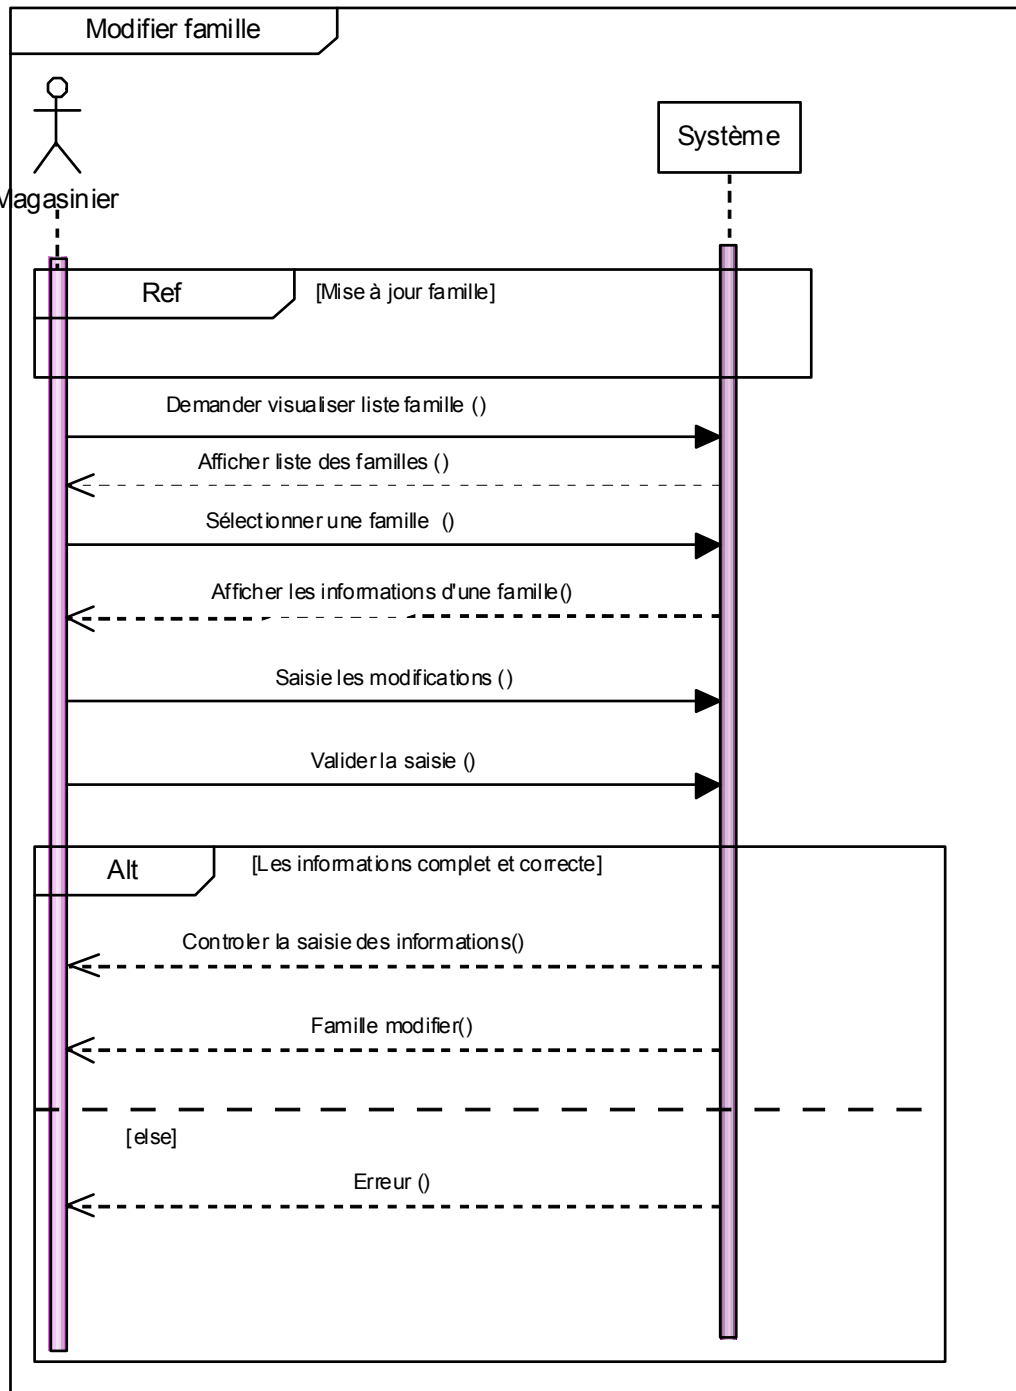 Modifier famille
Système
Magasinier
Ref
[Mise à jour famille]
Demander visualiser liste famille ()
Afficher liste des familles ()
Sélectionner une famille ()
Afficher les informations d'une famille()
Saisie les modifications ()
Valider la saisie ()
Alt
[Les informations complet et correcte]
Controler la saisie des informations()
Famille modifier()
[else]
Erreur ()